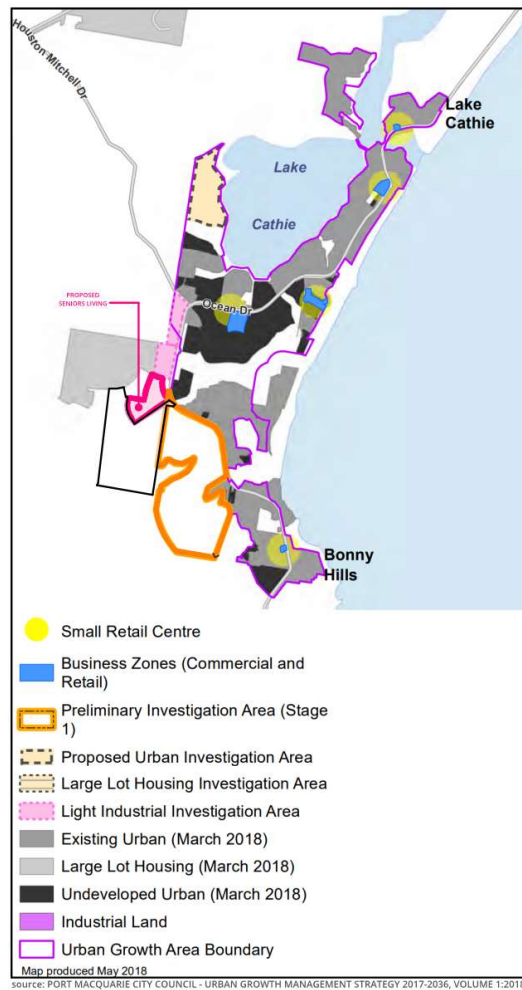 Houston Mitchell Dr
Lake
Cathie
Lake
Cathie
PROPOSED
SENIORS LIVING
Ocean Dr
Bonny
Hills
Small Retail Centre
Business Zones (Commercial and
Retail)
Preliminary Investigation Area (Stage
1)
Proposed Urban Investigation Area
Large Lot Housing Investigation Area
Light Industrial Investigation Area
Existing Urban (March 2018)
Large Lot Housing (March 2018)
Undeveloped Urban (March 2018)
Industrial Land
Urban Growth Area Boundary
Map produced May 2018
source: PORT MACQUARIE CITY COUNCIL - URBAN GROWTH MANAGEMENT STRATEGY 2017-2036, VOLUME 1:2018